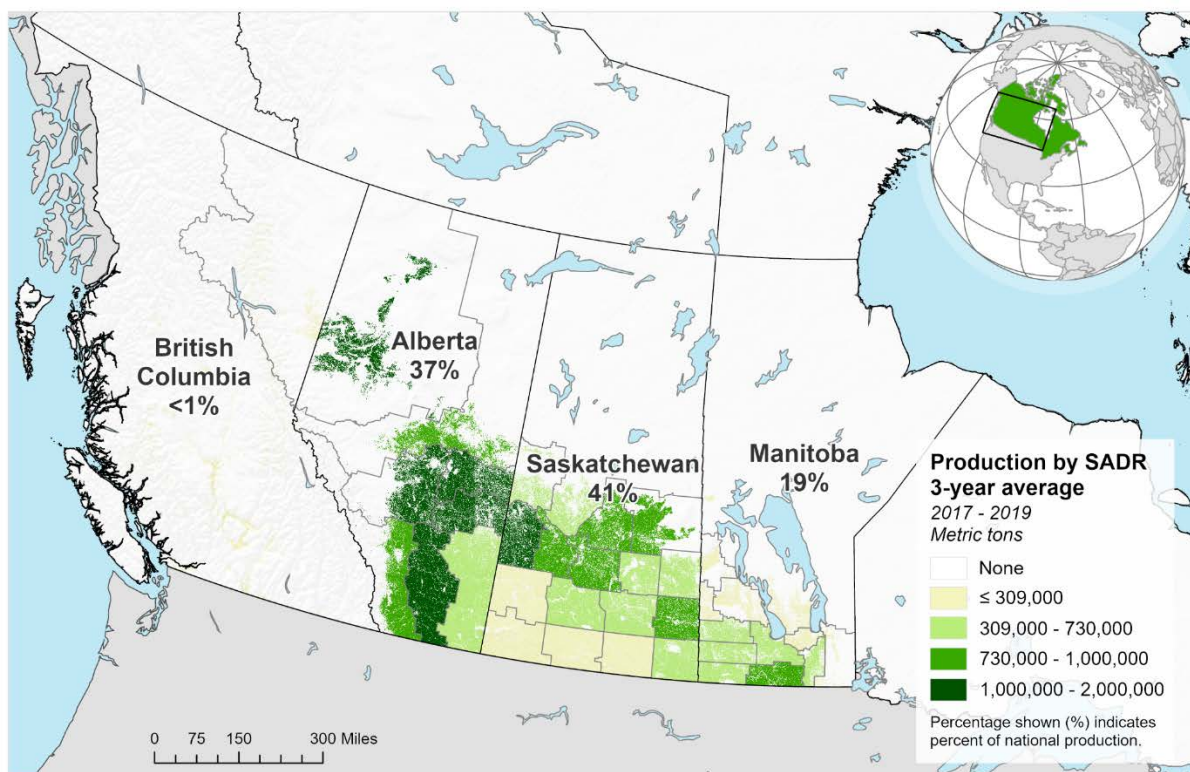 British
Columbia
<1%
Alberta
37%
Saskatchewan
41%
Manitoba
19%
Production by SADR
3-year average
2017 - 2019
Metric tons
None
≤ 309,000
309,000 - 730,000
730,000 - 1,000,000
1,000,000 - 2,000,000
Percentage shown (%) indicates
percent of national production.
0 75 150 300 Miles